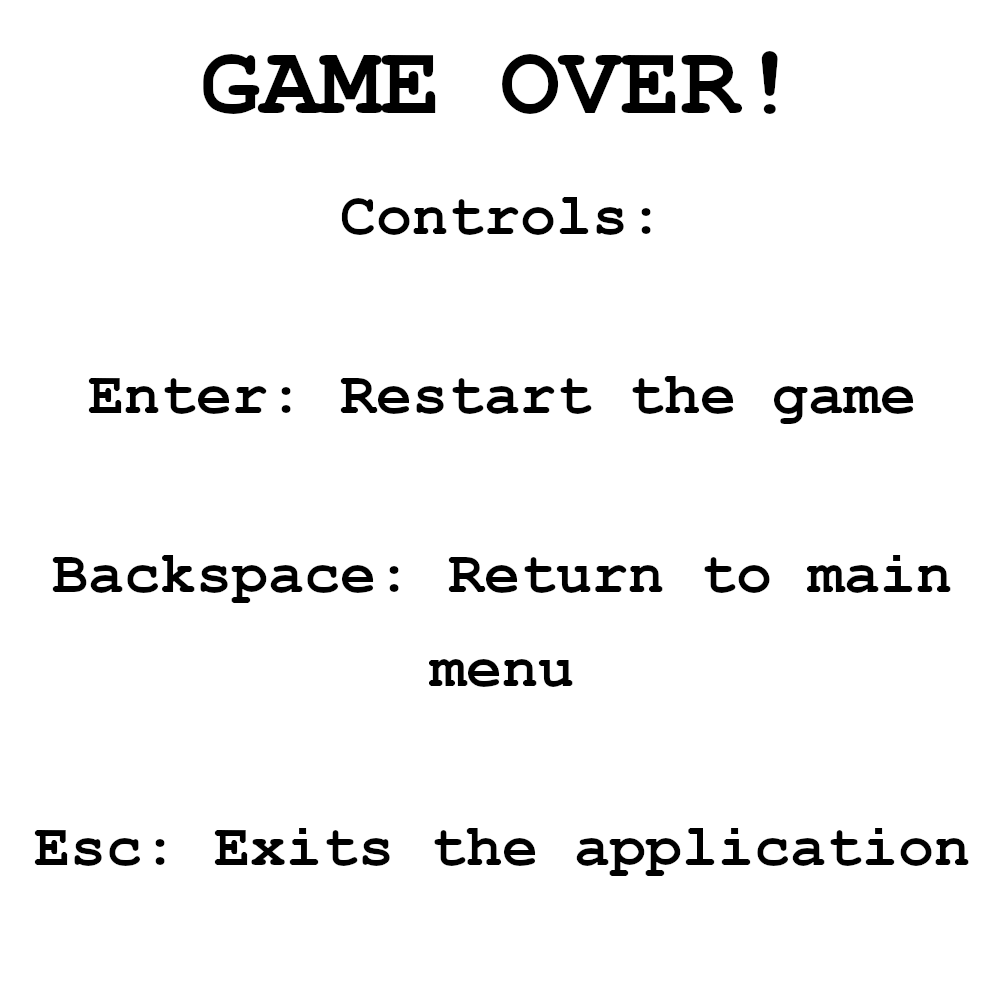 GAME OVER!
Controls:
Enter: Restart the game
Backspace: Return to main
menu
Esc: Exits the application